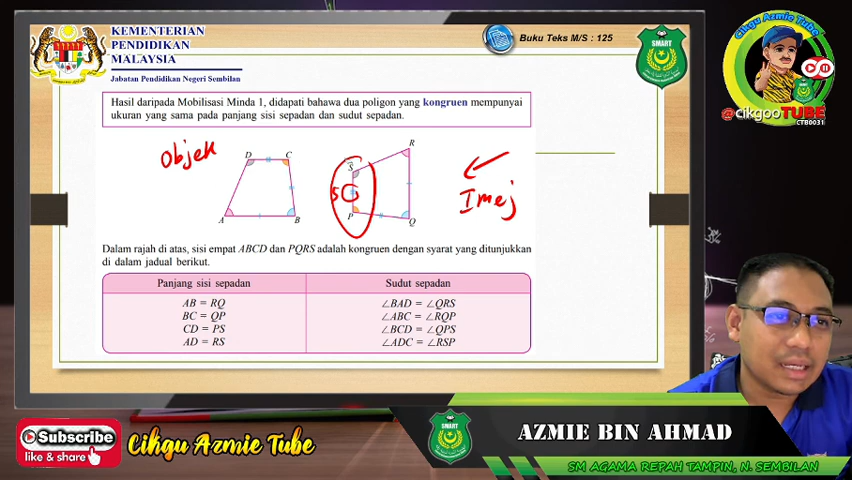 KEMENTERIAN
PENDIDIKAN
MALAYSIA
Jabatan Pendidikan Negeri Sembilan
Buku Teks M/S : 125
SMART
Cikgu Azmie Tube
@cikgooTUBE
CTB0031
Hasil daripada Mobilisasi Minda 1, didapati bahawa dua poligon yang kongruen mempunyai
ukuran yang sama pada panjang sisi sepadan dan sudut sepadan.
Objek
D C
A B
S R
5
P Q
Imej
Dalam rajah di atas, sisi empat ABCD dan PQRS adalah kongruen dengan syarat yang ditunjukkan
di dalam jadual berikut.
Panjang sisi sepadan Sudut sepadan
AB = RQ ∠BAD = ∠QRS
BC = QP ∠ABC = ∠RQP
CD = PS ∠BCD = ∠QPS
AD = RS ∠ADC = ∠RSP
Subscribe
like & share
Cikgu Azmie Tube
SMART
AZMIE BIN AHMAD
SM AGAMA REPAH TAMPIN, N. SEMBILAN